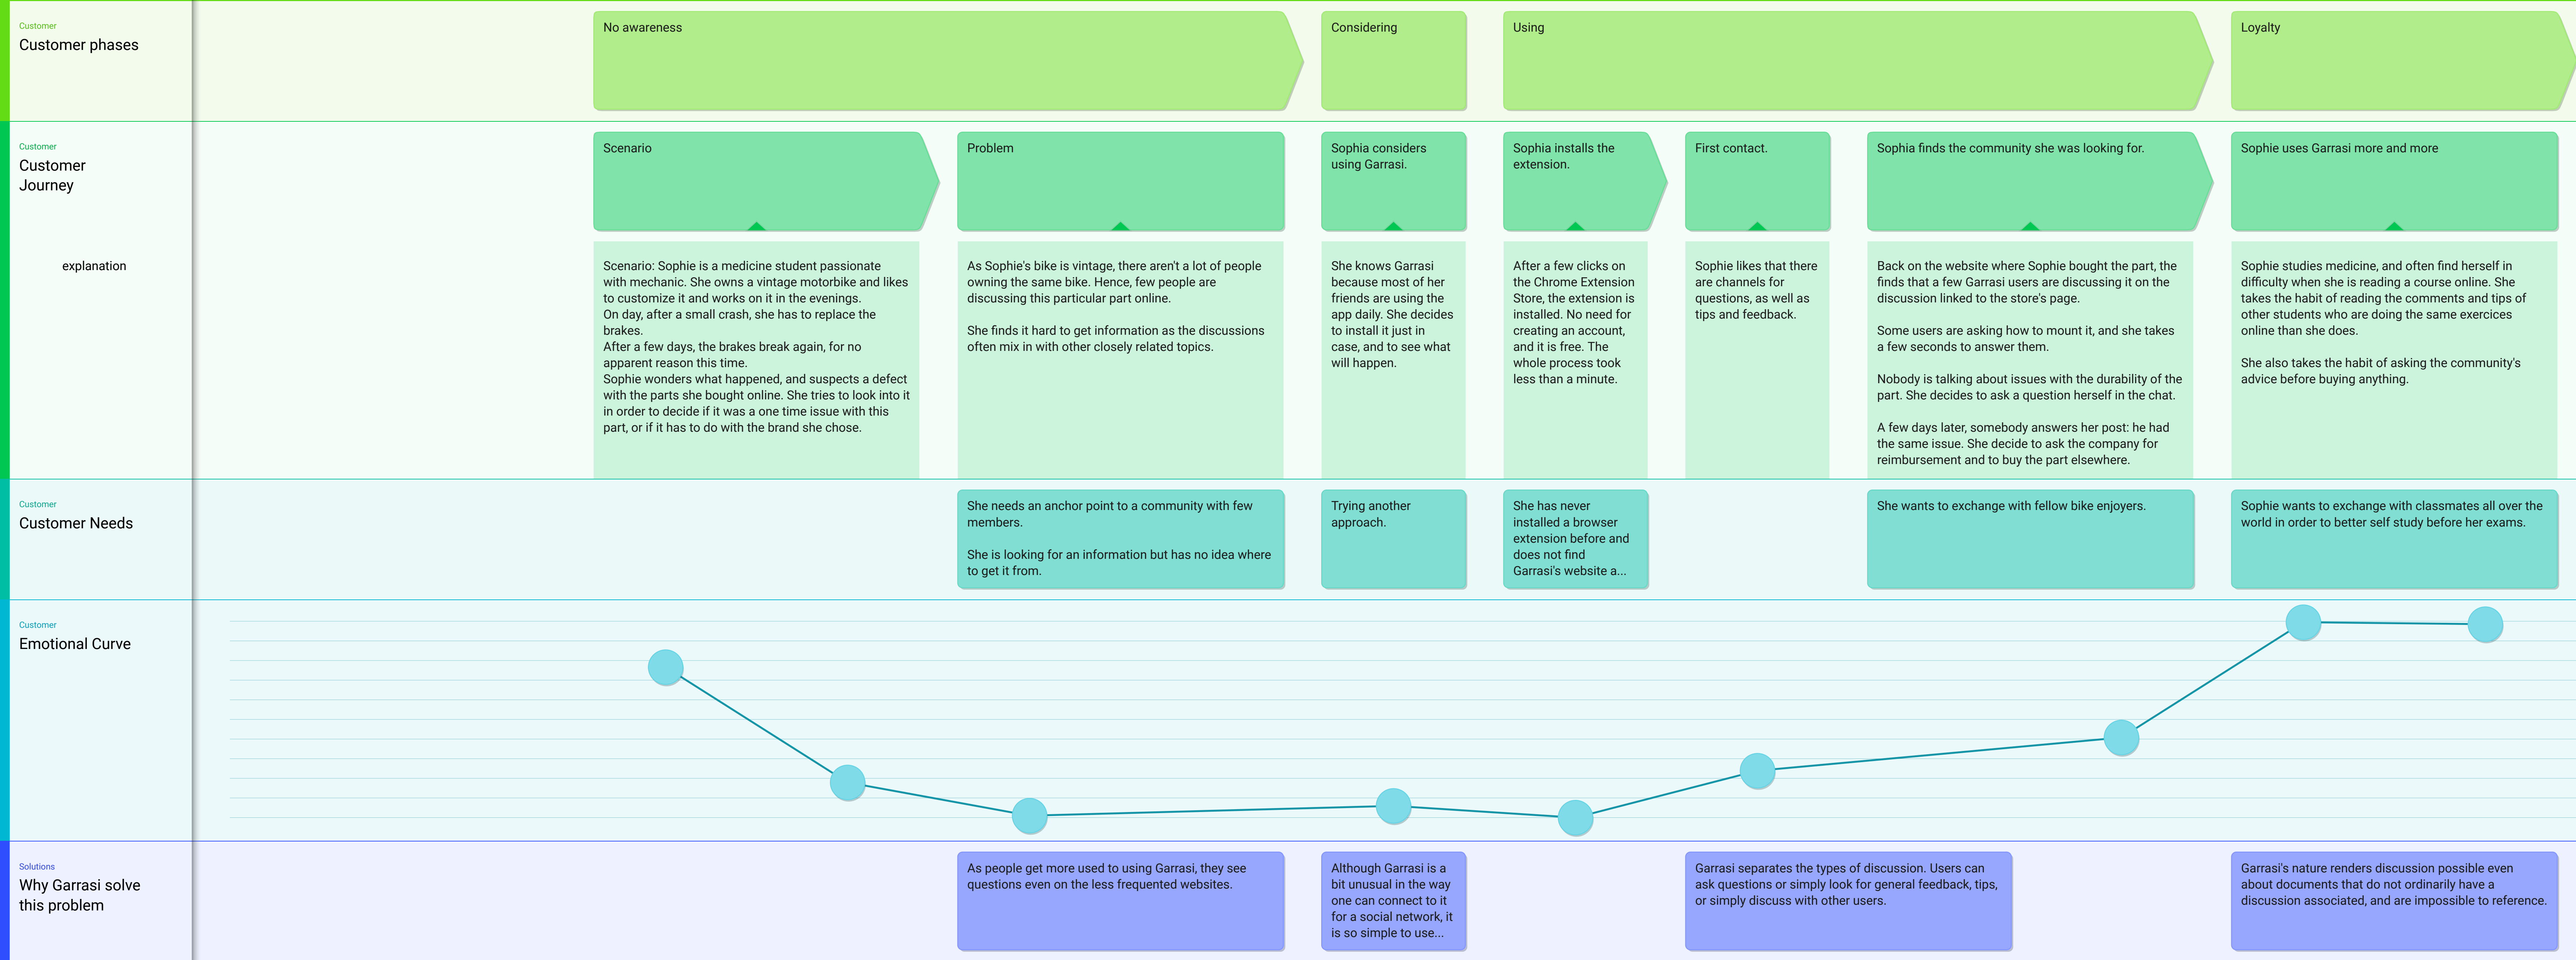 Customer
Customer phases
No awareness
Considering
Using
Loyalty
Customer
Customer
Journey
Scenario
Problem
Sophia considers
using Garrasi.
Sophia installs the
extension.
First contact.
Sophia finds the community she was looking for.
Sophie uses Garrasi more and more
explanation
Scenario: Sophie is a medicine student passionate
with mechanic. She owns a vintage motorbike and likes
to customize it and works on it in the evenings.
On day, after a small crash, she has to replace the
brakes.
After a few days, the brakes break again, for no
apparent reason this time.
Sophie wonders what happened, and suspects a defect
with the parts she bought online. She tries to look into it
in order to decide if it was a one time issue with this
part, or if it has to do with the brand she chose.
As Sophie's bike is vintage, there aren't a lot of people
owning the same bike. Hence, few people are
discussing this particular part online.
She finds it hard to get information as the discussions
often mix in with other closely related topics.
She knows Garrasi
because most of her
friends are using the
app daily. She decides
to install it just in
case, and to see what
will happen.
After a few clicks on
the Chrome Extension
Store, the extension is
installed. No need for
creating an account,
and it is free. The
whole process took
less than a minute.
Sophie likes that there
are channels for
questions, as well as
tips and feedback.
Back on the website where Sophie bought the part, the
finds that a few Garrasi users are discussing it on the
discussion linked to the store's page.
Some users are asking how to mount it, and she takes
a few seconds to answer them.
Nobody is talking about issues with the durability of the
part. She decides to ask a question herself in the chat.
A few days later, somebody answers her post: he had
the same issue. She decide to ask the company for
reimbursement and to buy the part elsewhere.
Sophie studies medicine, and often find herself in
difficulty when she is reading a course online. She
takes the habit of reading the comments and tips of
other students who are doing the same exercices
online than she does.
She also takes the habit of asking the community's
advice before buying anything.
Customer
Customer Needs
She needs an anchor point to a community with few
members.
She is looking for an information but has no idea where
to get it from.
Trying another
approach.
She has never
installed a browser
extension before and
does not find
Garrasi's website a...
She wants to exchange with fellow bike enjoyers.
Sophie wants to exchange with classmates all over the
world in order to better self study before her exams.
Customer
Emotional Curve
Solutions
Why Garrasi solve
this problem
As people get more used to using Garrasi, they see
questions even on the less frequented websites.
Although Garrasi is a
bit unusual in the way
one can connect to it
for a social network, it
is so simple to use...
Garrasi separates the types of discussion. Users can
ask questions or simply look for general feedback, tips,
or simply discuss with other users.
Garrasi's nature renders discussion possible even
about documents that do not ordinarily have a
discussion associated, and are impossible to reference.